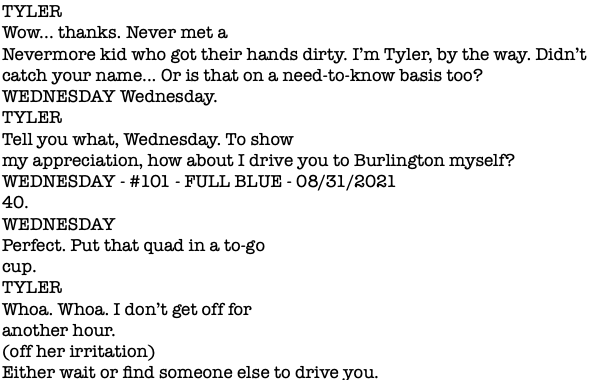 TYLER
Wow... thanks. Never met a
Nevermore kid who got their hands dirty. I’m Tyler, by the way. Didn’t
catch your name... Or is that on a need-to-know basis too?
WEDNESDAY Wednesday.
TYLER
Tell you what, Wednesday. To show
my appreciation, how about I drive you to Burlington myself?
WEDNESDAY - #101 - FULL BLUE - 08/31/2021
40.
WEDNESDAY
Perfect. Put that quad in a to-go
cup.
TYLER
Whoa. Whoa. I don’t get off for
another hour.
(off her irritation)
Either wait or find someone else to drive you.